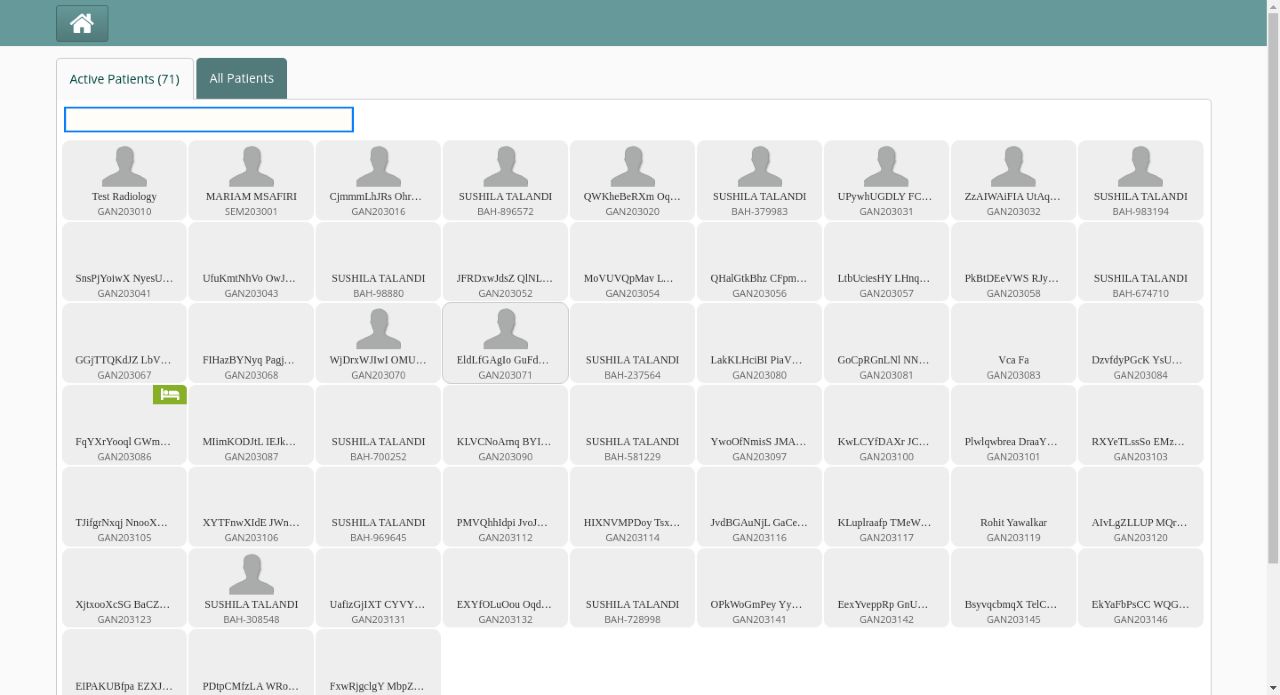 Active Patients (71)
All Patients
Test Radiology
GAN203010
MARIAM MSAFIRI
SEM203001
CjmmmLhJRs Ohr…
GAN203016
SUSHILA TALANDI
BAH-896572
QWKheBeRXm Oq…
GAN203020
SUSHILA TALANDI
BAH-379983
UPywhUGDLY FC…
GAN203031
ZzAIWAiFIA UtAq…
GAN203032
SUSHILA TALANDI
BAH-983194
SnsPjYoiwX NyesU…
GAN203041
UfuKmtNhVo OwJ…
GAN203043
SUSHILA TALANDI
BAH-98880
JFRDxwJdsZ QlNL…
GAN203052
MoVUVQpMav L…
GAN203054
QHalGtkBhz CFpm…
GAN203056
LtbUciesHY LHnq…
GAN203057
PkBtDEeVWS RJy…
GAN203058
SUSHILA TALANDI
BAH-674710
GGjTTQKdJZ LbV…
GAN203067
FIHazBYNyq Pagj…
GAN203068
WjDrxWJIwI OMU…
GAN203070
EldLfGAgIo GuFd…
GAN203071
SUSHILA TALANDI
BAH-237564
LakKLHciBI PiaV…
GAN203080
GoCpRGnLNl NN…
GAN203081
Vca Fa
GAN203083
DzvfdyPGcK YsU…
GAN203084
FqYXrYooql GWm…
GAN203086
MIimKODJtL IEJk…
GAN203087
SUSHILA TALANDI
BAH-700252
KLVCNoArnq BYI…
GAN203090
SUSHILA TALANDI
BAH-581229
YwoOfNmisS JMA…
GAN203097
KwLCYfDAXr JC…
GAN203100
Plwlqwbrea DraaY…
GAN203101
RXYeTLssSo EMz…
GAN203103
TJifgrNxqj NnooX…
GAN203105
XYTFnwXIdE JWn…
GAN203106
SUSHILA TALANDI
BAH-969645
PMVQhhIdpi JvoJ…
GAN203112
HIXNVMPDoy Tsx…
GAN203114
JvdBGAuNjL GaCe…
GAN203116
KLuplraafp TMeW…
GAN203117
Rohit Yawalkar
GAN203119
AIvLgZLLUP MQr…
GAN203120
XjtxooXcSG BaCZ…
GAN203123
SUSHILA TALANDI
BAH-308548
UafizGjIXT CYVY…
GAN203131
EXYfOLuOou Oqd…
GAN203132
SUSHILA TALANDI
BAH-728998
OPkWoGmPey Yy…
GAN203141
EexYveppRp GnU…
GAN203142
BsyvqcbmqX TelC…
GAN203145
EkYaFbPsCC WQG…
GAN203146
EIPAKUBfpa EZXJ…
PDtpCMfzLA WRo…
FxwRjgclgY MbpZ…